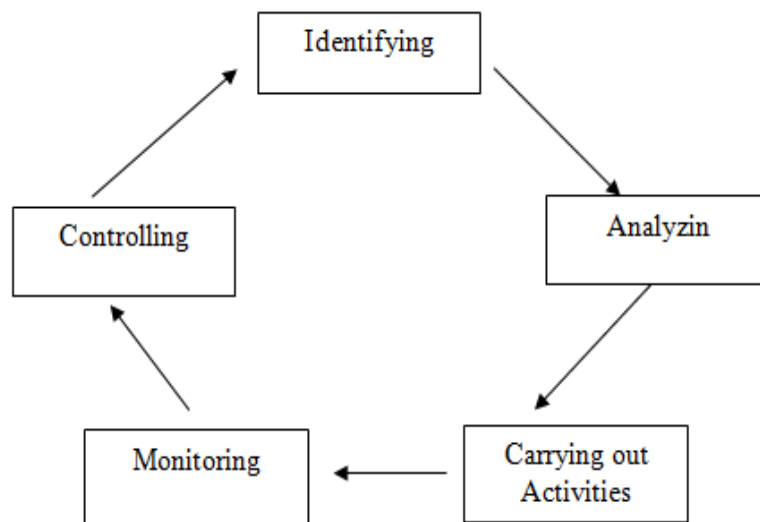 Identifying
Analyzin
Carrying out
Activities
Monitoring
Controlling